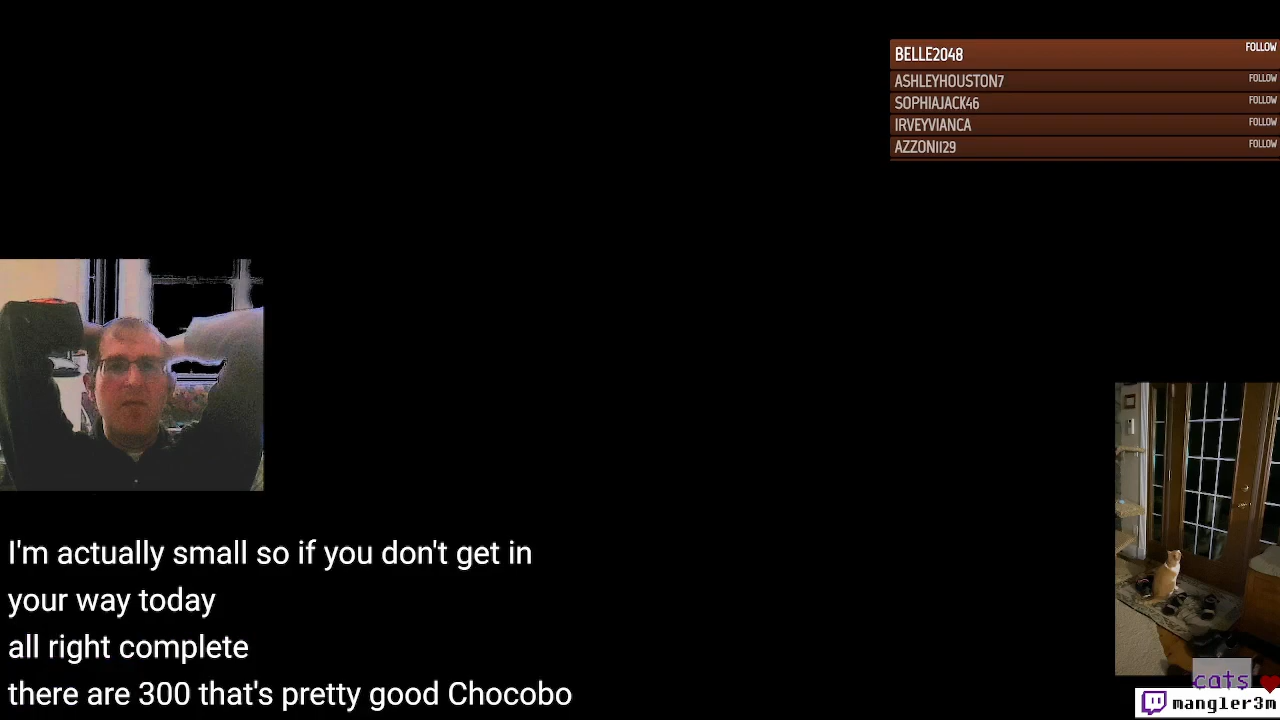 BELLE2048 FOLLOW
ASHLEYHOUSTON7 FOLLOW
SOPHIAJACK46 FOLLOW
IRVEYVIANCA FOLLOW
AZZON1129 FOLLOW
I'm actually small so if you don't get in
your way today
all right complete
there are 300 that's pretty good Chocobo
cats
mangler3m